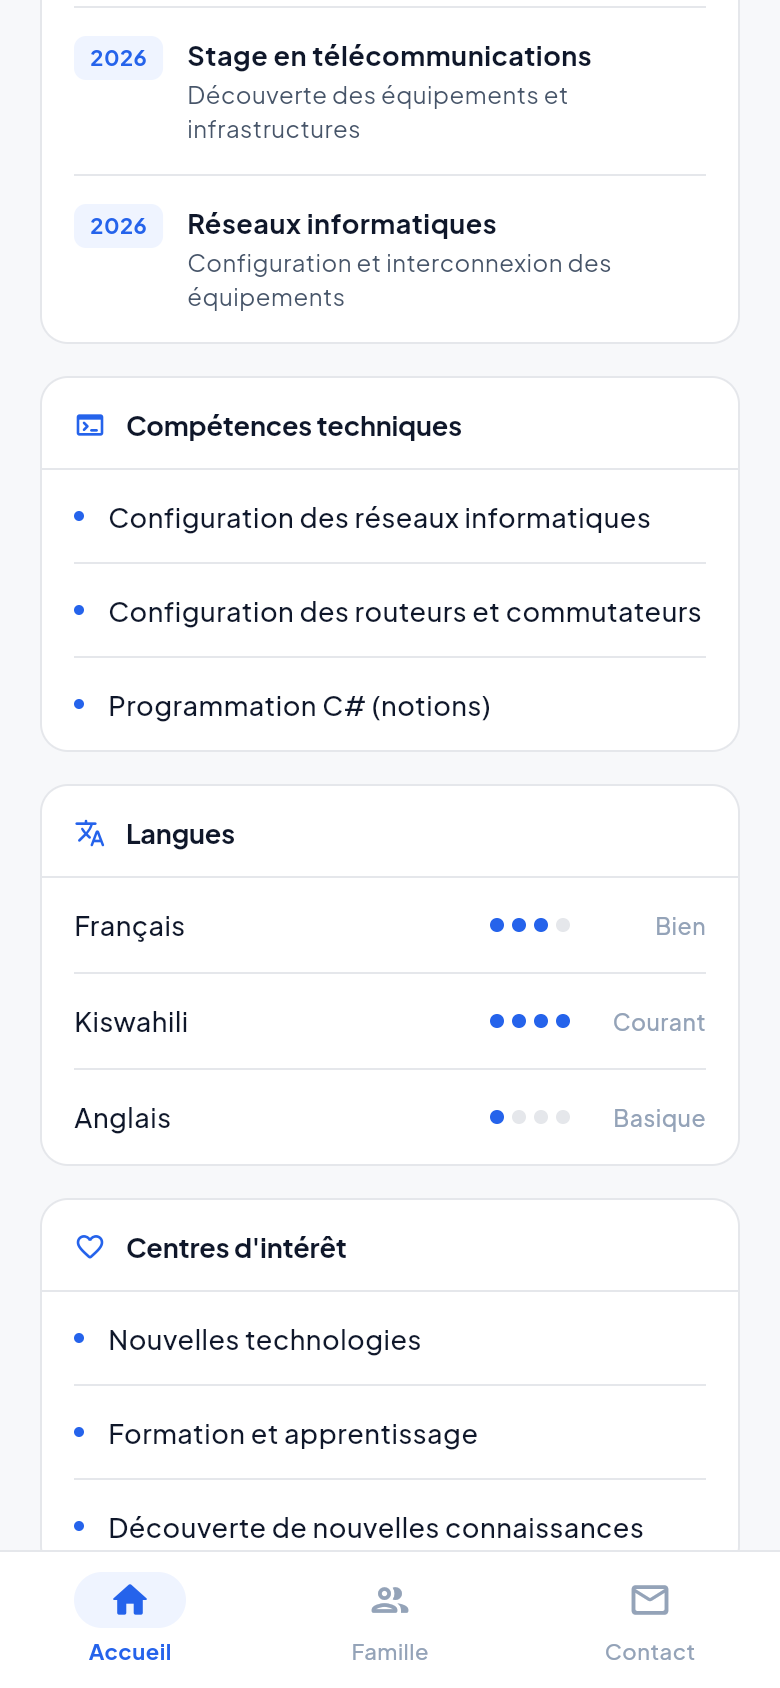 2026
Stage en télécommunications
Découverte des équipements et
infrastructures
2026
Réseaux informatiques
Configuration et interconnexion des
équipements
Compétences techniques
Configuration des réseaux informatiques
Configuration des routeurs et commutateurs
Programmation C# (notions)
Langues
Français Bien
Kiswahili Courant
Anglais Basique
Centres d'intérêt
Nouvelles technologies
Formation et apprentissage
Découverte de nouvelles connaissances
Accueil Famille Contact